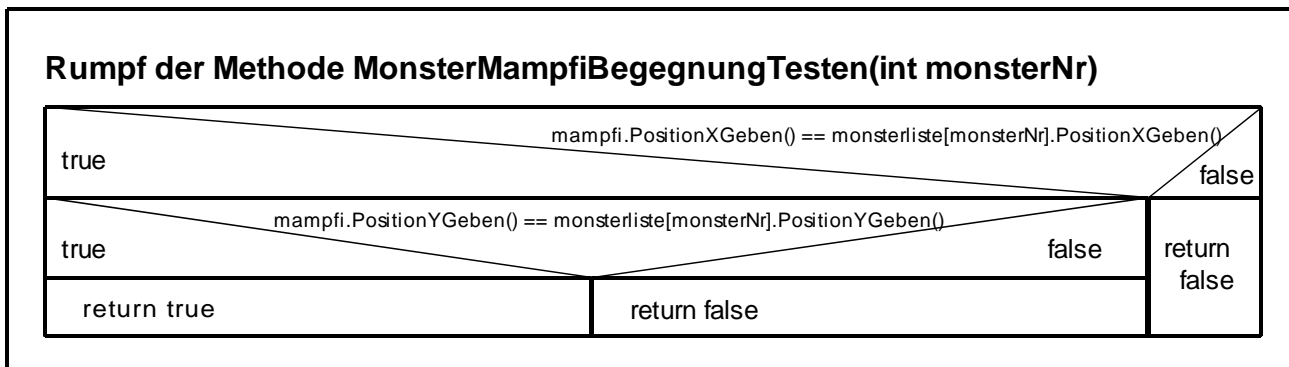 Rumpf der Methode MonsterMampfiBegegnungTesten(int monsterNr)
mampfi.PositionXGeben() == monsterliste[monsterNr].PositionXGeben()
true
false
mampfi.PositionYGeben() == monsterliste[monsterNr].PositionYGeben()
true
false
return
false
return true
return false